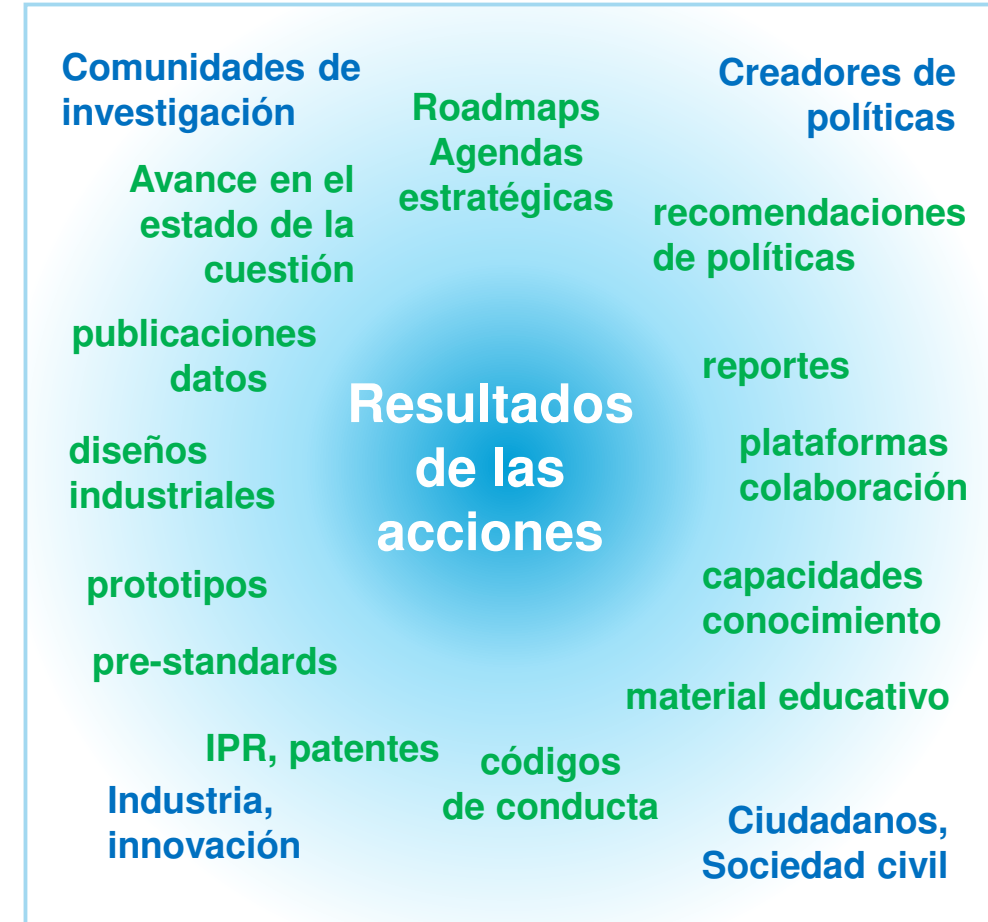 Comunidades de
investigación
Creadores de
políticas
Roadmaps
Agendas
estratégicas
Avance en el
estado de la
cuestión
recomendaciones
de políticas
publicaciones
datos
reportes
Resultados
de las
acciones
diseños
industriales
plataformas
colaboración
prototipos
capacidades
conocimiento
pre-standards
material educativo
IPR, patentes
códigos
de conducta
Industria,
innovación
Ciudadanos,
Sociedad civil